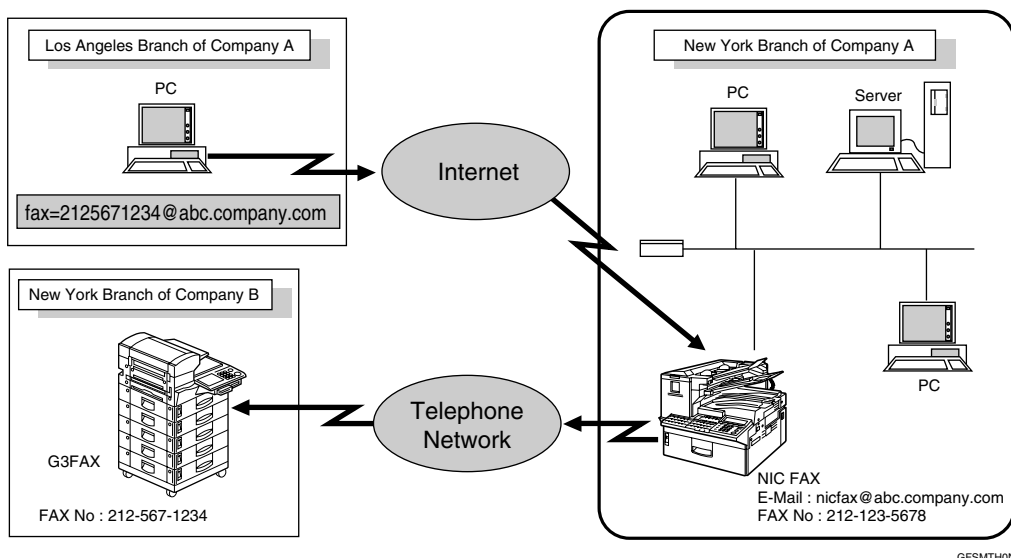 Los Angeles Branch of Company A
PC
fax=2125671234@abc.company.com
Internet
New York Branch of Company A
PC
Server
PC
New York Branch of Company B
G3FAX
FAX No : 212-567-1234
Telephone
Network
NIC FAX
E-Mail : nicfax@abc.company.com
FAX No : 212-123-5678